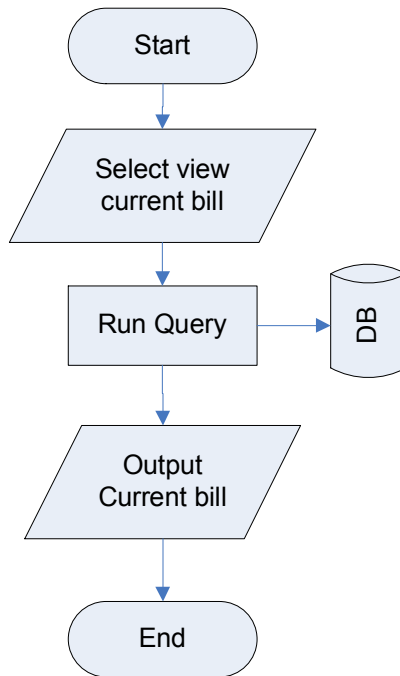 Start
Select view
current bill
Run Query
DB
Output
Current bill
End